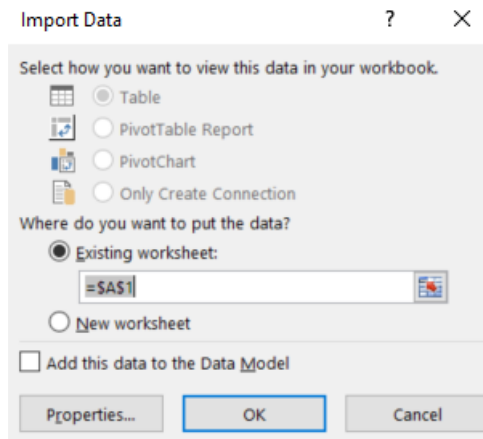 Import Data ?
Select how you want to view this data in your workbook.
Table
PivotTable Report
PivotChart
Only Create Connection
Where do you want to put the data?
Existing worksheet:
=$A$1
New worksheet
Add this data to the Data Model
Properties... OK Cancel